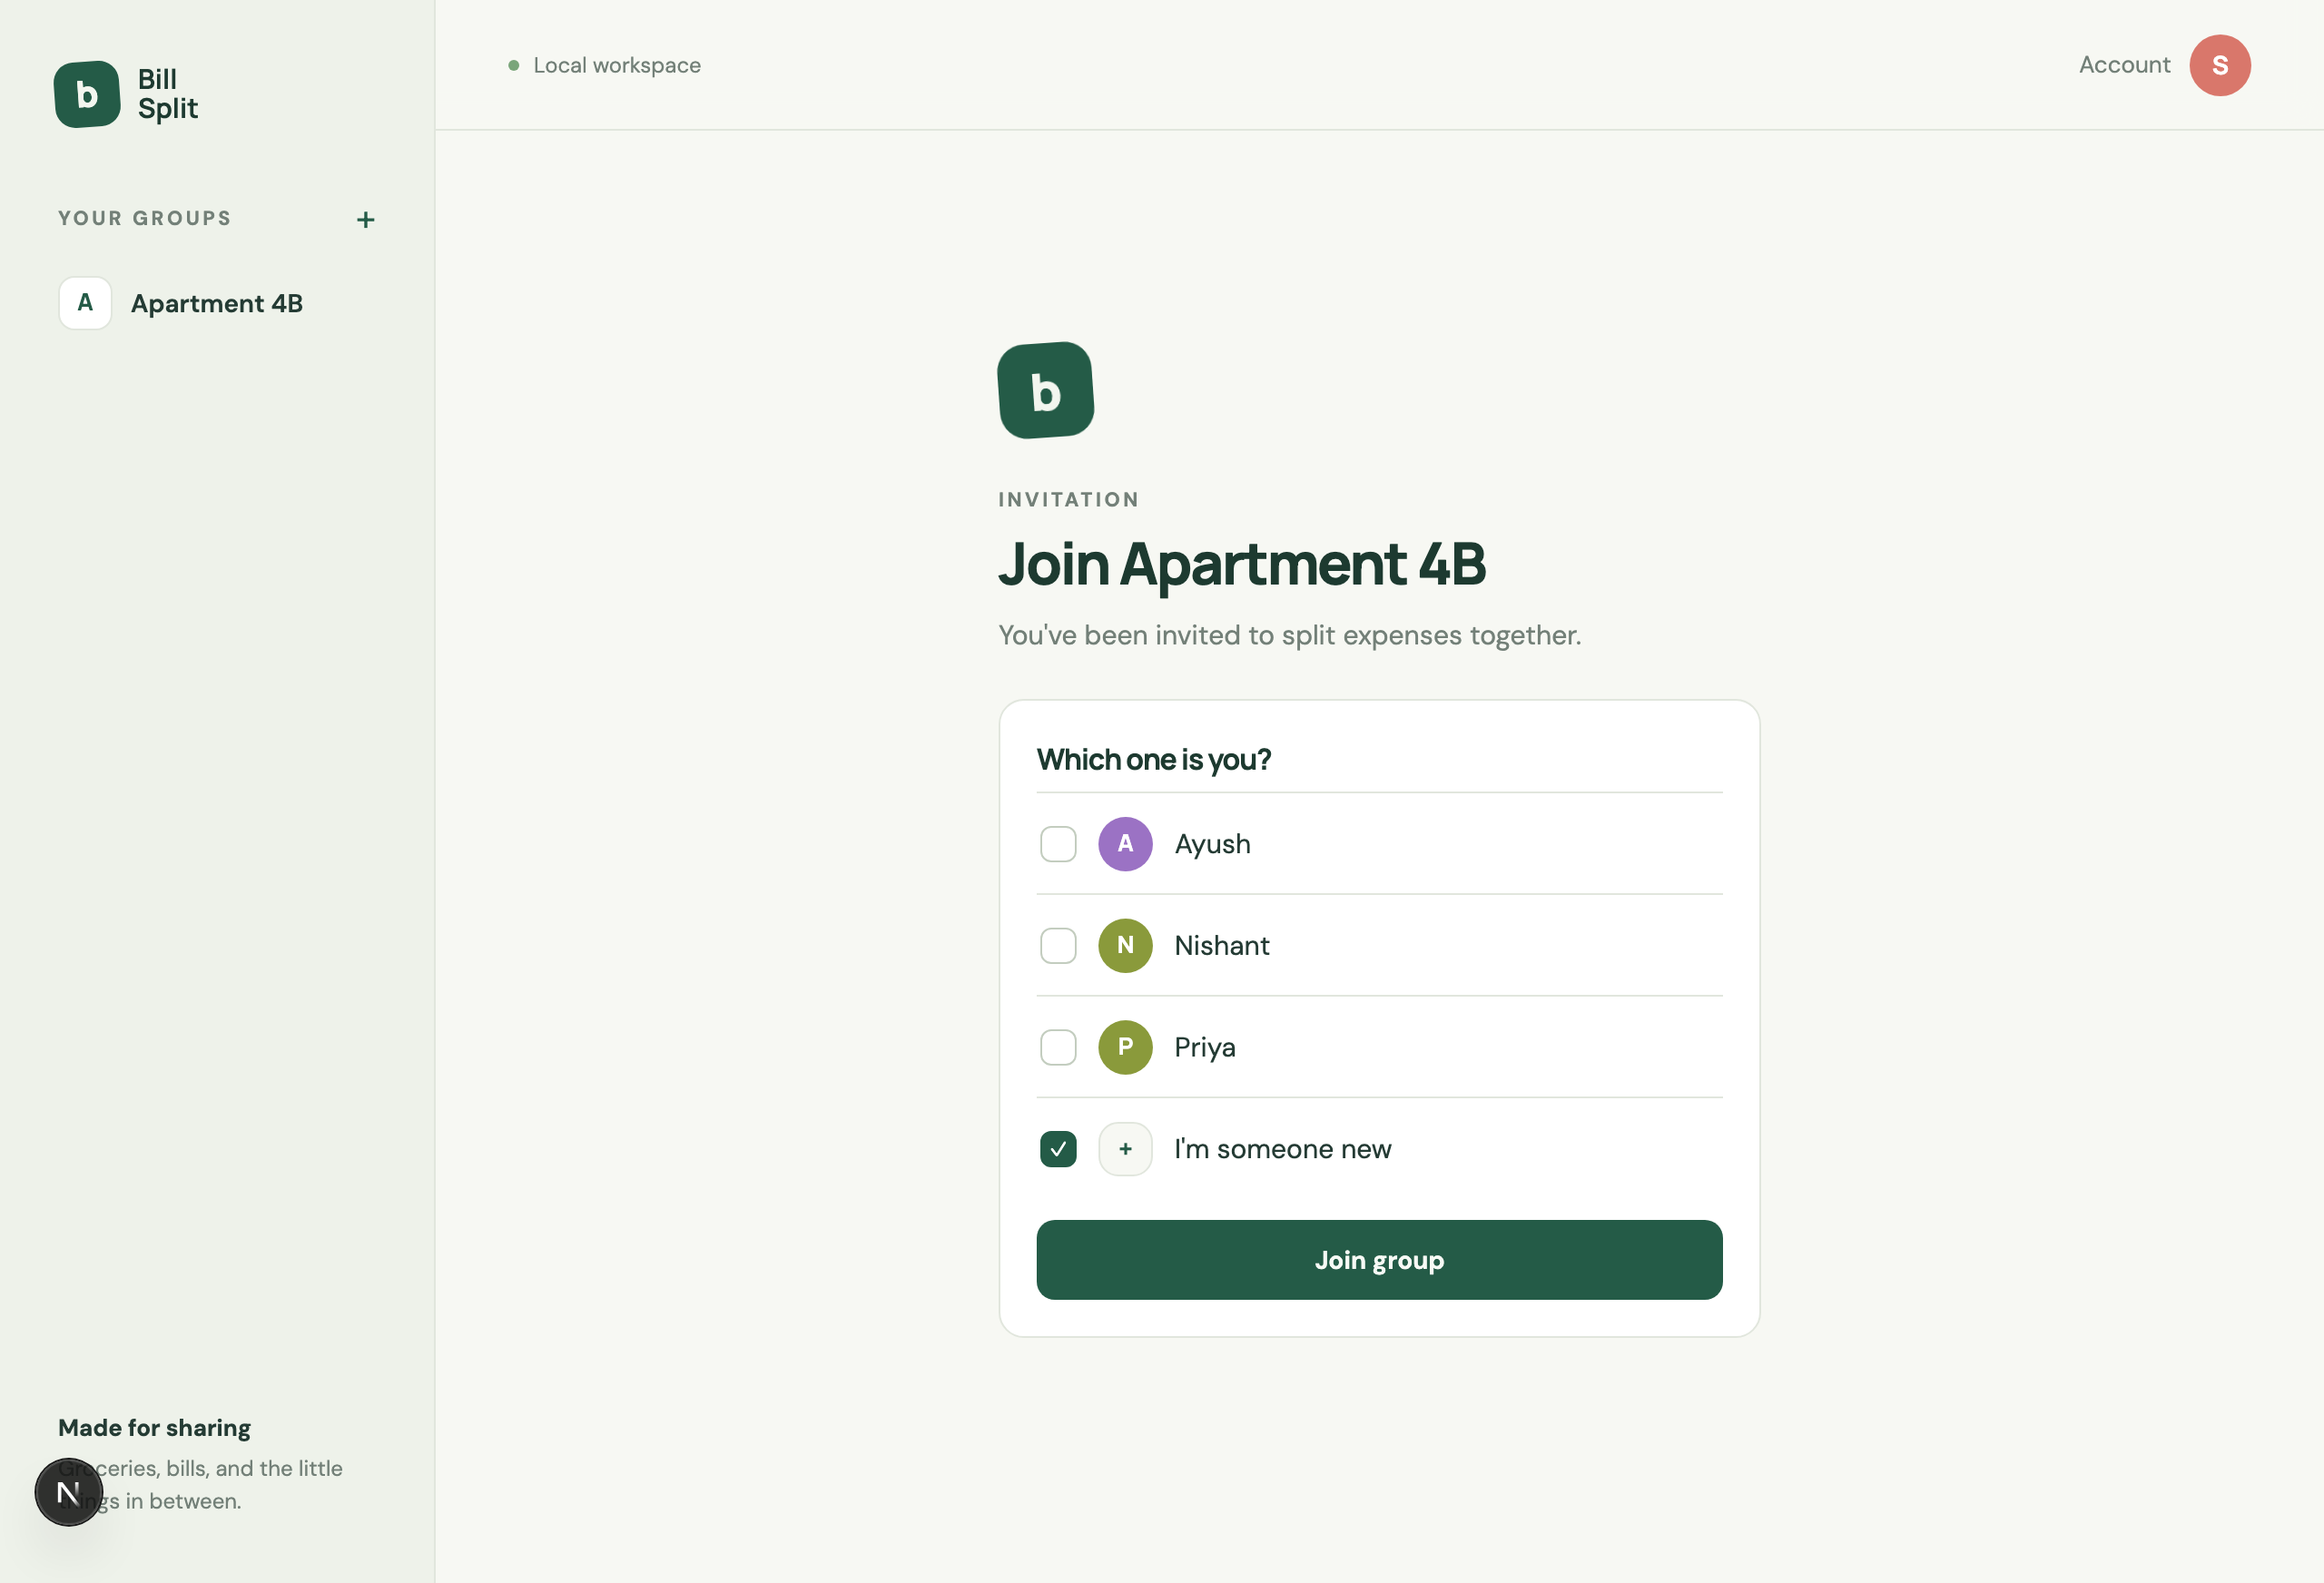 b
Bill
Split
YOUR GROUPS
+
A
Apartment 4B
Made for sharing
Groceries, bills, and the little
things in between.
N
Local workspace
Account
S
b
INVITATION
Join Apartment 4B
You've been invited to split expenses together.
Which one is you?
A Ayush
N Nishant
P Priya
+ I'm someone new
Join group